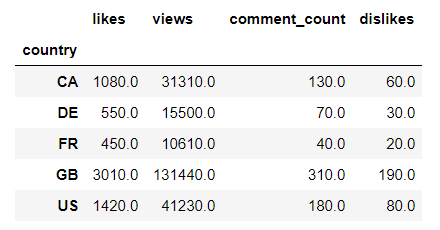 likes views comment_count dislikes
country
CA 1080.0 31310.0 130.0 60.0
DE 550.0 15500.0 70.0 30.0
FR 450.0 10610.0 40.0 20.0
GB 3010.0 131440.0 310.0 190.0
US 1420.0 41230.0 180.0 80.0